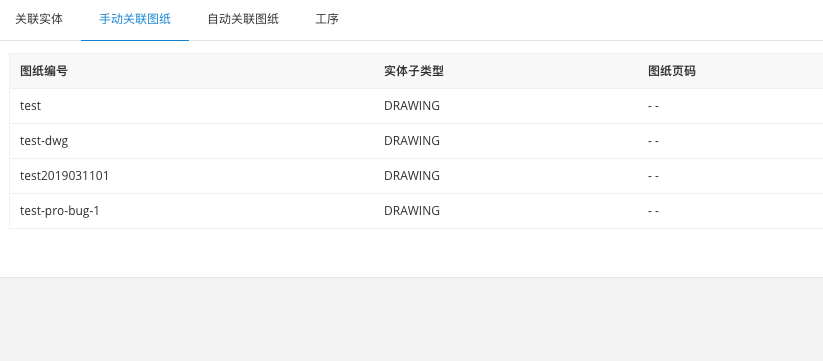 关联实体 手动关联图纸 自动关联图纸 工序
图纸编号 实体子类型 图纸页码
test DRAWING - -
test-dwg DRAWING - -
test2019031101 DRAWING - -
test-pro-bug-1 DRAWING - -